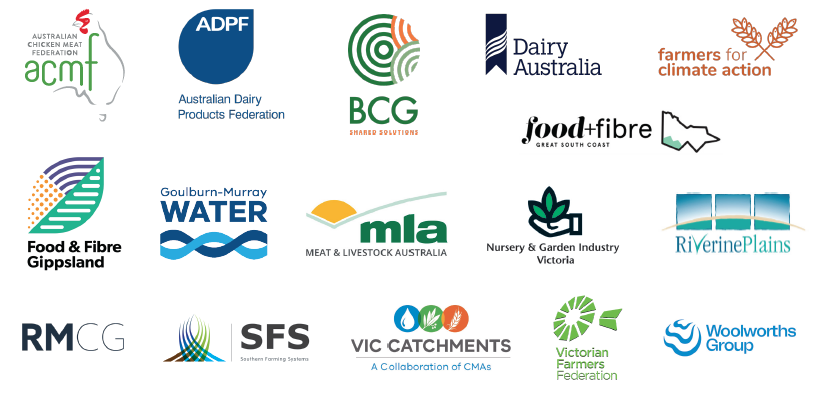 AUSTRALIAN
CHICKEN MEAT
FEDERATION
acmf
ADPF
Australian Dairy
Products Federation
BCG
SHARED SOLUTIONS
Dairy
Australia
farmers for
climate action
food+fibre
GREAT SOUTH COAST
Food & Fibre
Gippsland
Goulburn-Murray
WATER
mla
MEAT & LIVESTOCK AUSTRALIA
Nursery & Garden Industry
Victoria
RiVerinePlains
RMCG
SFS
Southern Farming Systems
VIC CATCHMENTS
A Collaboration of CMAs
Victorian
Farmers
Federation
Woolworths
Group